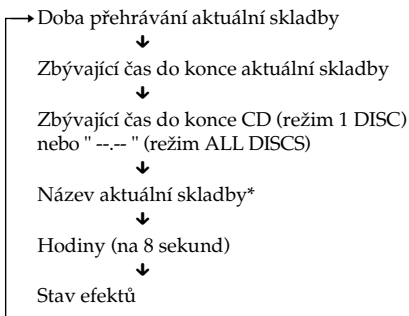 Doba přehrávání aktuální skladby
Zbývající čas do konce aktuální skladby
Zbývající čas do konce CD (režim 1 DISC)
nebo " --.-- " (režim ALL DISCS)
Název aktuální skladby*
Hodiny (na 8 sekund)
Stav efektů